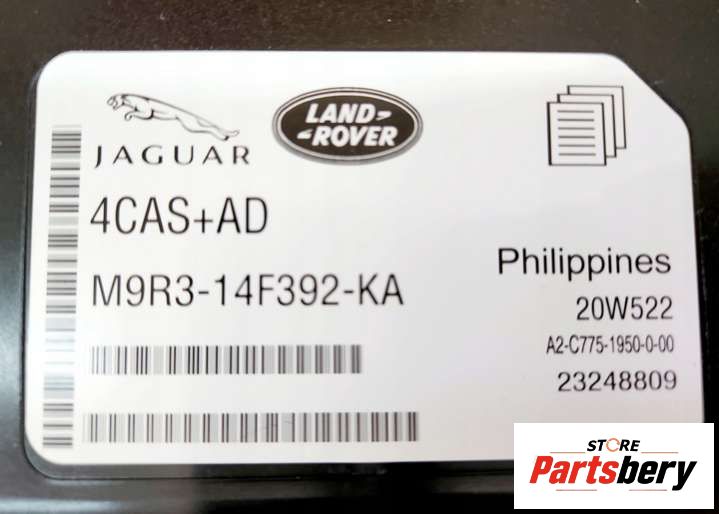 JAGUAR
LAND-
ROVER
4CAS+AD
M9R3-14F392-KA
Philippines
20W522
A2-C775-1950-0-00
23248809
STORE
Partsbery